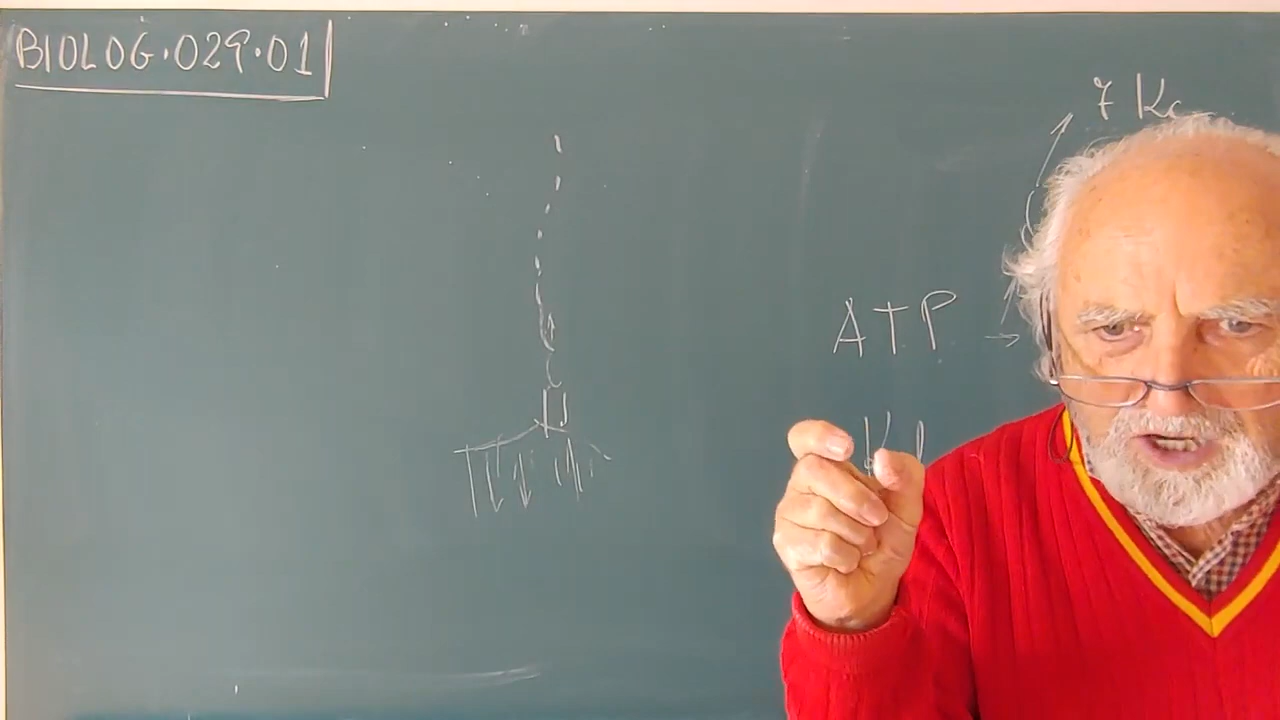 BIOLOG.029.01
7 Kc
ATP →